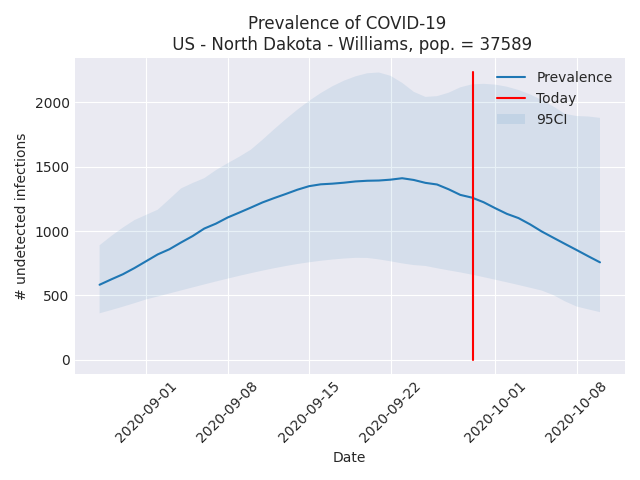 Prevalence of COVID-19
US - North Dakota - Williams, pop. = 37589
Prevalence
Today
95CI
# undetected infections
2000
1500
1000
500
0
2020-09-01
2020-09-08
2020-09-15
2020-09-22
2020-10-01
2020-10-08
Date